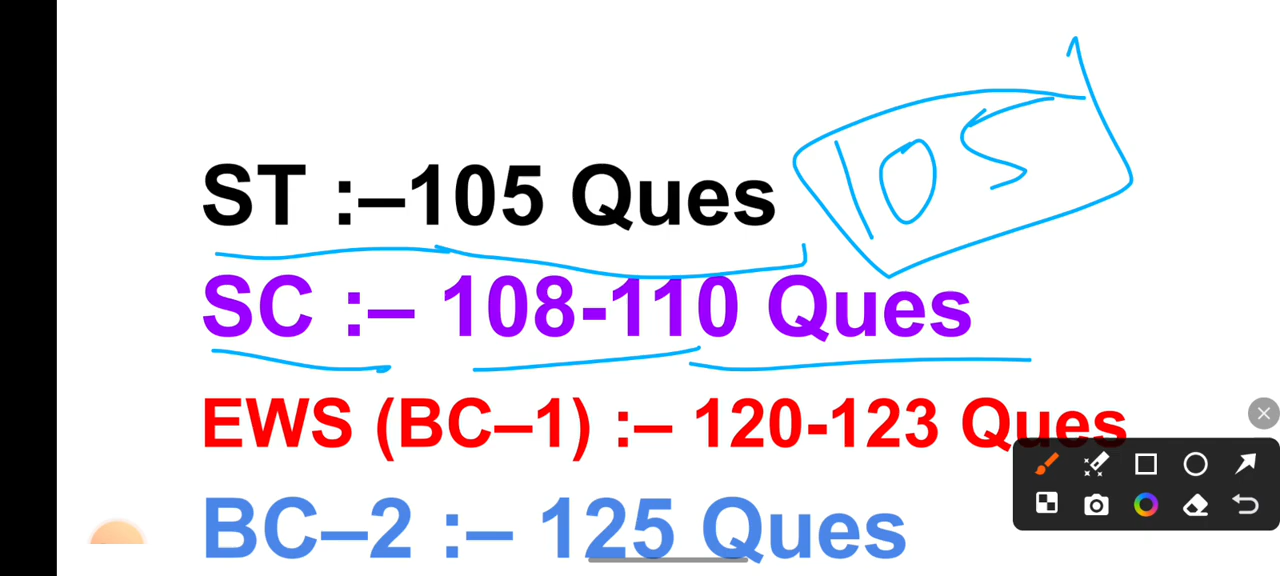 ST :–105 Ques
105
SC :– 108-110 Ques
EWS (BC–1) :– 120-123 Ques
BC–2 :– 125 Ques